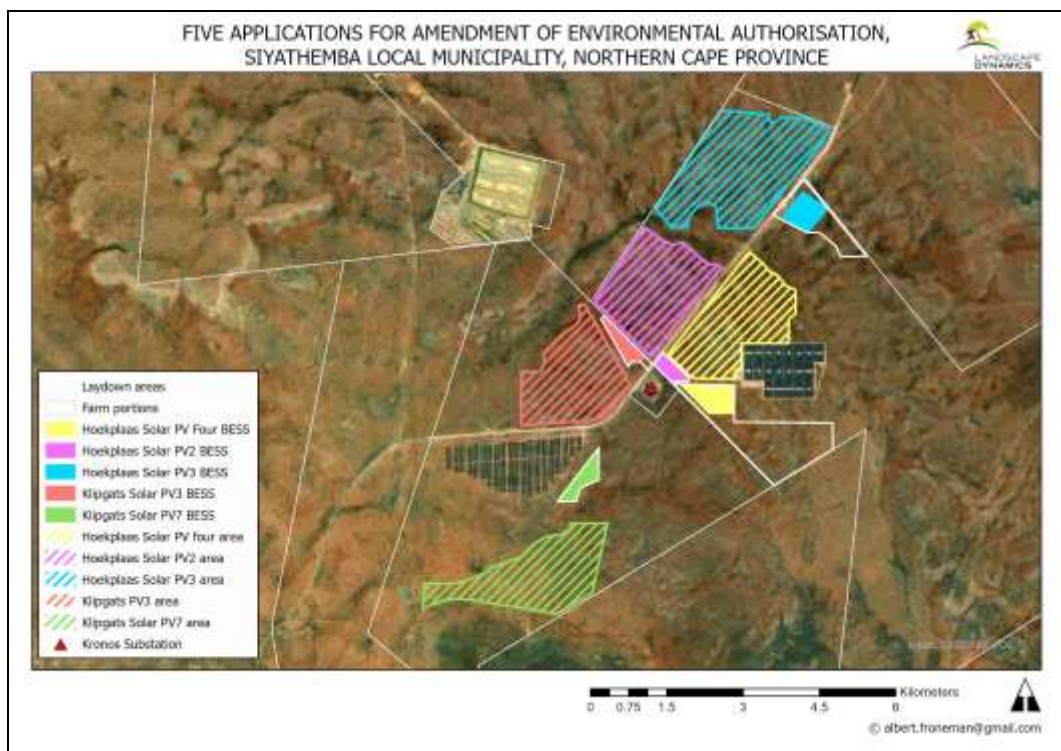 FIVE APPLICATIONS FOR AMENDMENT OF ENVIRONMENTAL AUTHORISATION,
SIYATHEMBA LOCAL MUNICIPALITY, NORTHERN CAPE PROVINCE
LANDSCAPE
DYNAMICS
Laydown areas
Farm portions
Hoekplaas Solar PV Four BESS
Hoekplaas Solar PV2 BESS
Hoekplaas Solar PV3 BESS
Klipgats Solar PV3 BESS
Klipgats Solar PV7 BESS
Hoekplaas Solar PV four area
Hoekplaas Solar PV2 area
Hoekplaas Solar PV3 area
Klipgats PV3 area
Klipgats Solar PV7 area
Kronos Substation
Kilometers
0 0.75 1.5 3 4.5 6
© albert.froneman@gmail.com